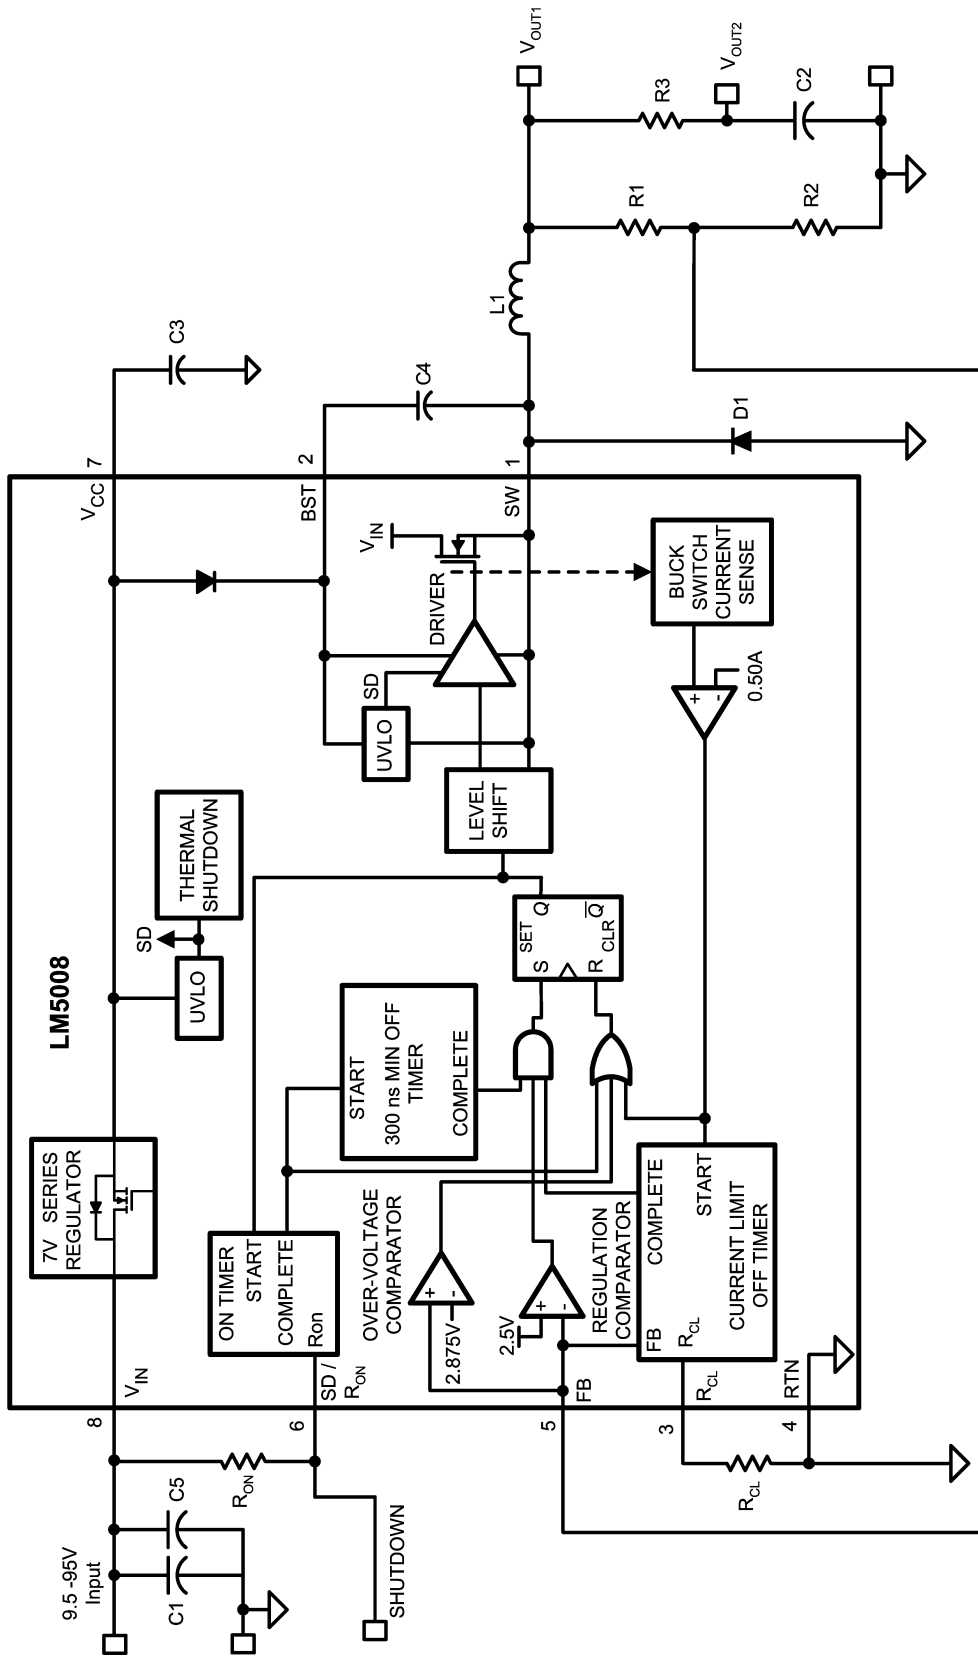 LM5008
9.5 -95V
Input
C1
C5
8
V_IN
7V SERIES
REGULATOR
UVLO
SD
THERMAL
SHUTDOWN
V_CC
7
C3
R_ON
6
SD /
R_ON
SHUTDOWN
ON TIMER
START
COMPLETE
Ron
START
300 ns MIN OFF
TIMER
COMPLETE
OVER-VOLTAGE
COMPARATOR
+
-
2.875V
2.5V
+
-
REGULATION
COMPARATOR
5
FB
SET
S
Q
R
CLR
Q̅
LEVEL
SHIFT
UVLO
SD
DRIVER
V_IN
BST
2
C4
SW
1
L1
V_OUT1
R1
R2
R3
V_OUT2
C2
D1
BUCK
SWITCH
CURRENT
SENSE
+
-
0.50A
COMPLETE
START
FB
R_CL
CURRENT LIMIT
OFF TIMER
3
R_CL
R_CL
4
RTN